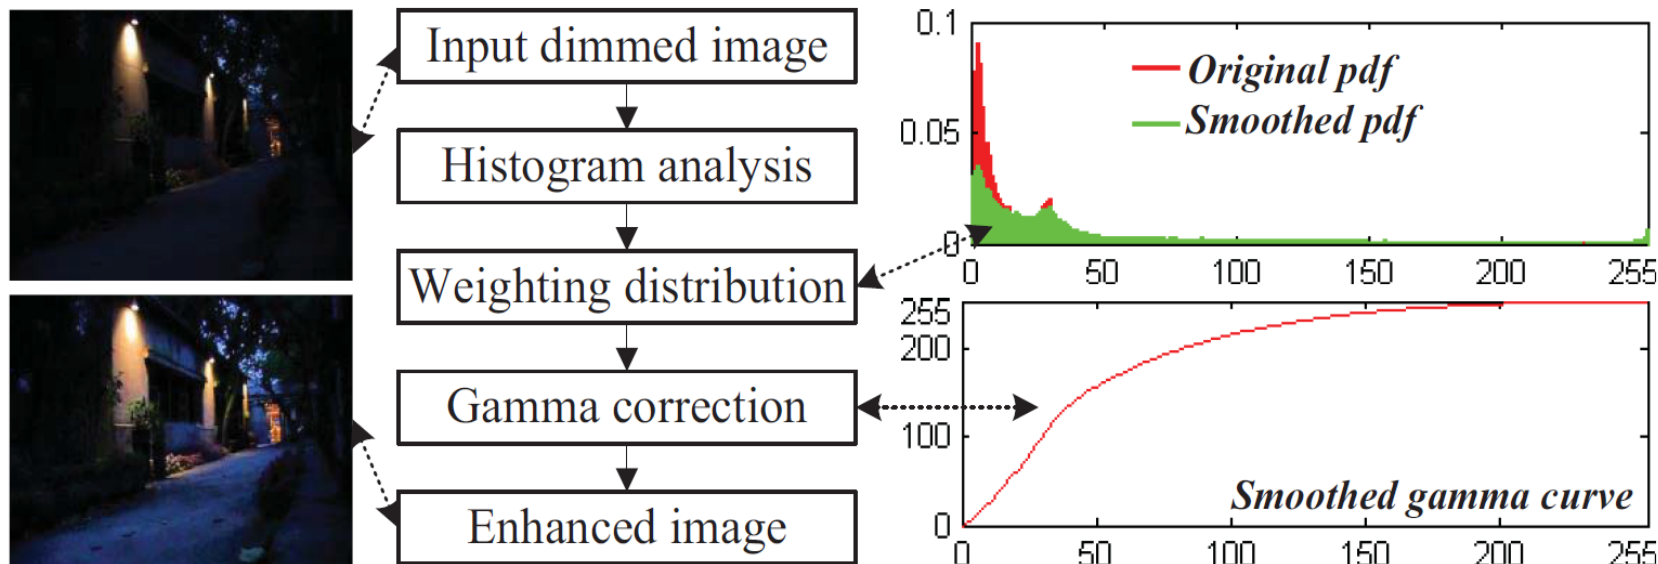 Input dimmed image
Histogram analysis
Weighting distribution
Gamma correction
Enhanced image
0.1
0.05
0
Original pdf
Smoothed pdf
0 50 100 150 200 255
255
200
100
0
Smoothed gamma curve
0 50 100 150 200 255